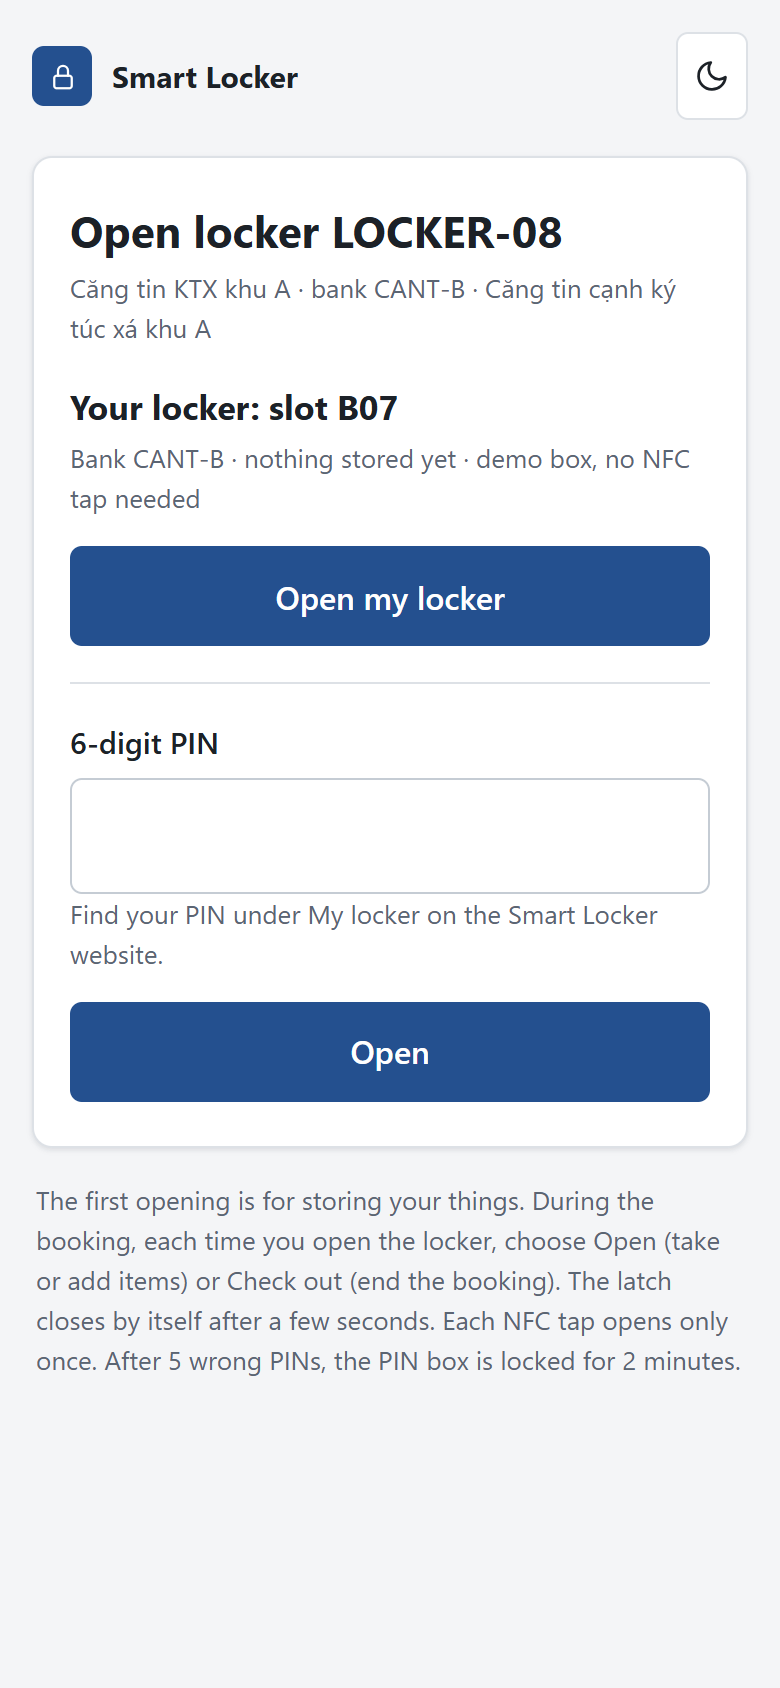 Smart Locker
Open locker LOCKER-08
Căng tin KTX khu A · bank CANT-B · Căng tin cạnh ký
túc xá khu A
Your locker: slot B07
Bank CANT-B · nothing stored yet · demo box, no NFC
tap needed
Open my locker
6-digit PIN
Find your PIN under My locker on the Smart Locker
website.
Open
The first opening is for storing your things. During the
booking, each time you open the locker, choose Open (take
or add items) or Check out (end the booking). The latch
closes by itself after a few seconds. Each NFC tap opens only
once. After 5 wrong PINs, the PIN box is locked for 2 minutes.